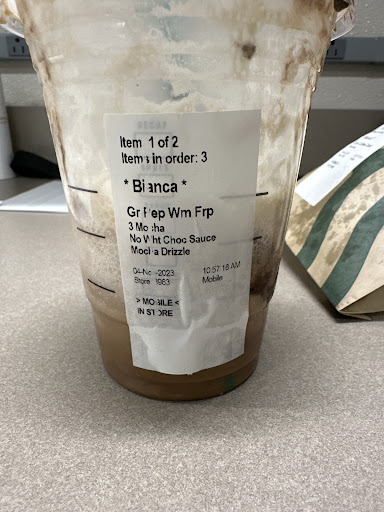 Item 1 of 2
Items in order: 3
* Bianca *
Gr Pep Wm Frp
3 Mocha
No Wht Choc Sauce
Mocha Drizzle
04-Nov-2023 10:57:18 AM
Store 1963 Mobile
> MOBILE <
IN STORE